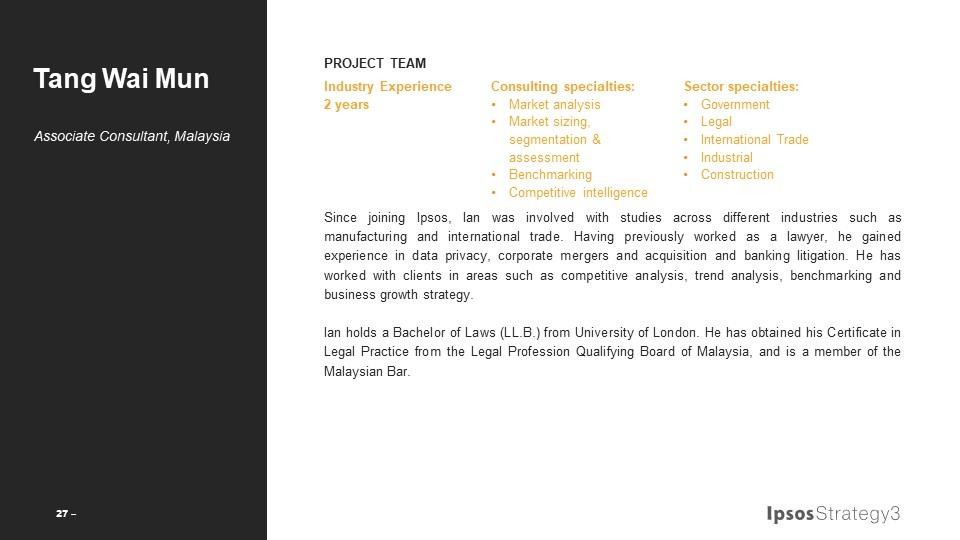 Tang Wai Mun
Associate Consultant, Malaysia
PROJECT TEAM
Industry Experience
2 years
Consulting specialties:
• Market analysis
• Market sizing,
segmentation &
assessment
• Benchmarking
• Competitive intelligence
Sector specialties:
• Government
• Legal
• International Trade
• Industrial
• Construction
Since joining Ipsos, Ian was involved with studies across different industries such as
manufacturing and international trade. Having previously worked as a lawyer, he gained
experience in data privacy, corporate mergers and acquisition and banking litigation. He has
worked with clients in areas such as competitive analysis, trend analysis, benchmarking and
business growth strategy.
Ian holds a Bachelor of Laws (LL.B.) from University of London. He has obtained his Certificate in
Legal Practice from the Legal Profession Qualifying Board of Malaysia, and is a member of the
Malaysian Bar.
27 –
IpsosStrategy3